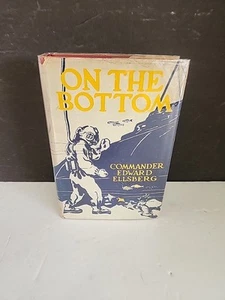 ON THE
BOTTOM
COMMANDER
EDWARD
ELLSBERG